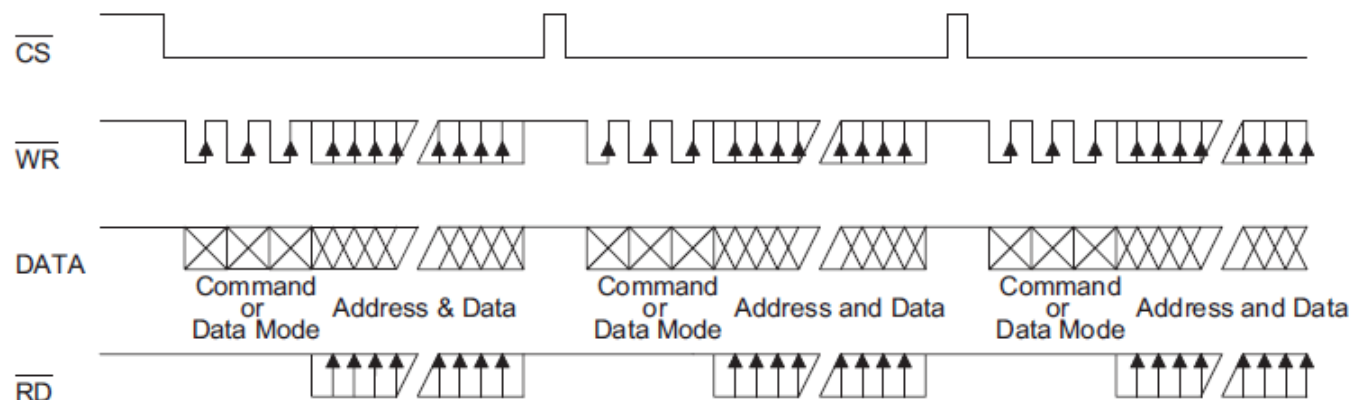 CS
WR
DATA
Command
or
Data Mode
Address & Data
Command
or
Data Mode
Address and Data
Command
or
Data Mode
Address and Data
RD